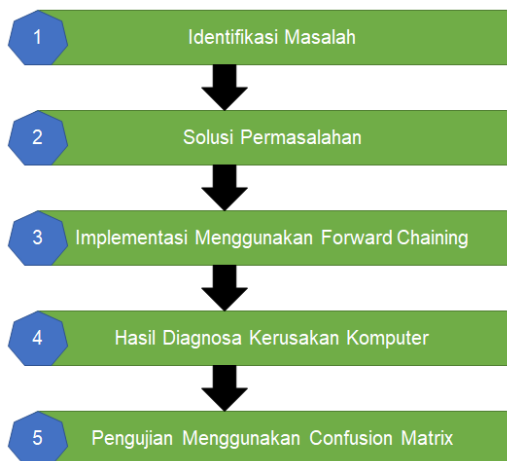 1 Identifikasi Masalah
2 Solusi Permasalahan
3 Implementasi Menggunakan Forward Chaining
4 Hasil Diagnosa Kerusakan Komputer
5 Pengujian Menggunakan Confusion Matrix